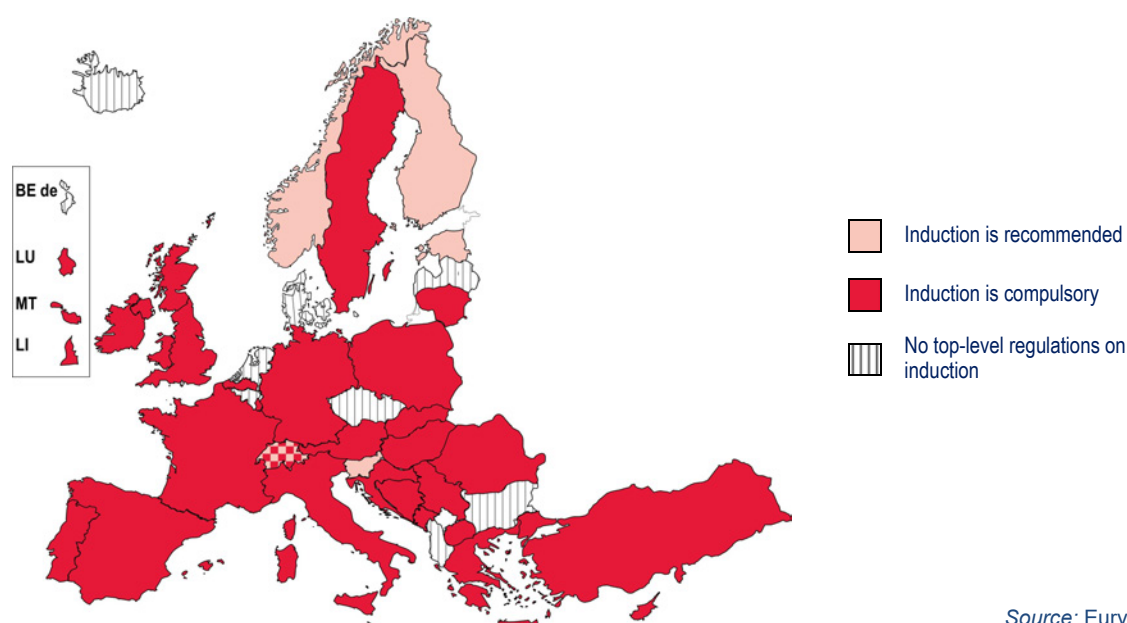 BE de
LU
MT
LI
Induction is recommended
Induction is compulsory
No top-level regulations on
induction
Source: Eury